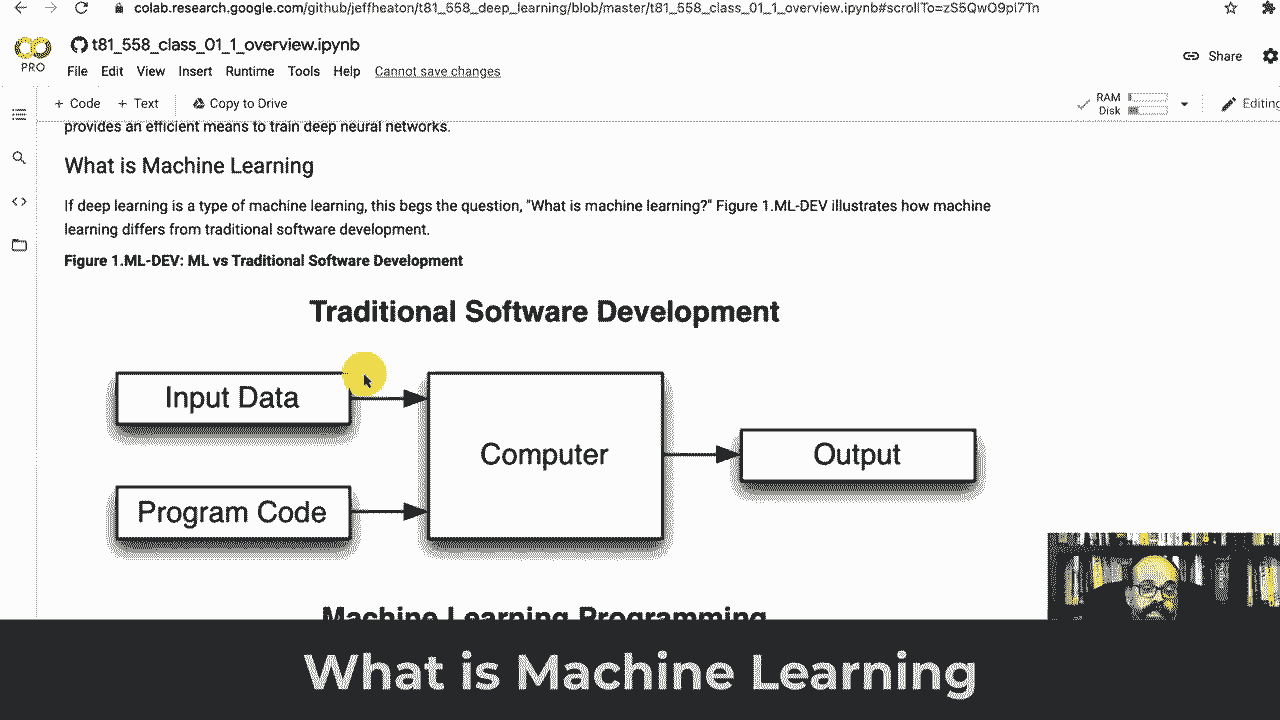 colab.research.google.com/github/jeffheaton/t81_558_deep_learning/blob/master/t81_558_class_01_1_overview.ipynb#scrollTo=zS5QwO9pI7Tn
PRO
t81_558_class_01_1_overview.ipynb
File Edit View Insert Runtime Tools Help Cannot save changes
Share
+ Code + Text Copy to Drive
RAM
Disk
Editing
provides an efficient means to train deep neural networks.
What is Machine Learning
If deep learning is a type of machine learning, this begs the question, "What is machine learning?" Figure 1.ML-DEV illustrates how machine
learning differs from traditional software development.
Figure 1.ML-DEV: ML vs Traditional Software Development
Traditional Software Development
Input Data
Program Code
Computer
Output
Machine Learning Programming
What is Machine Learning